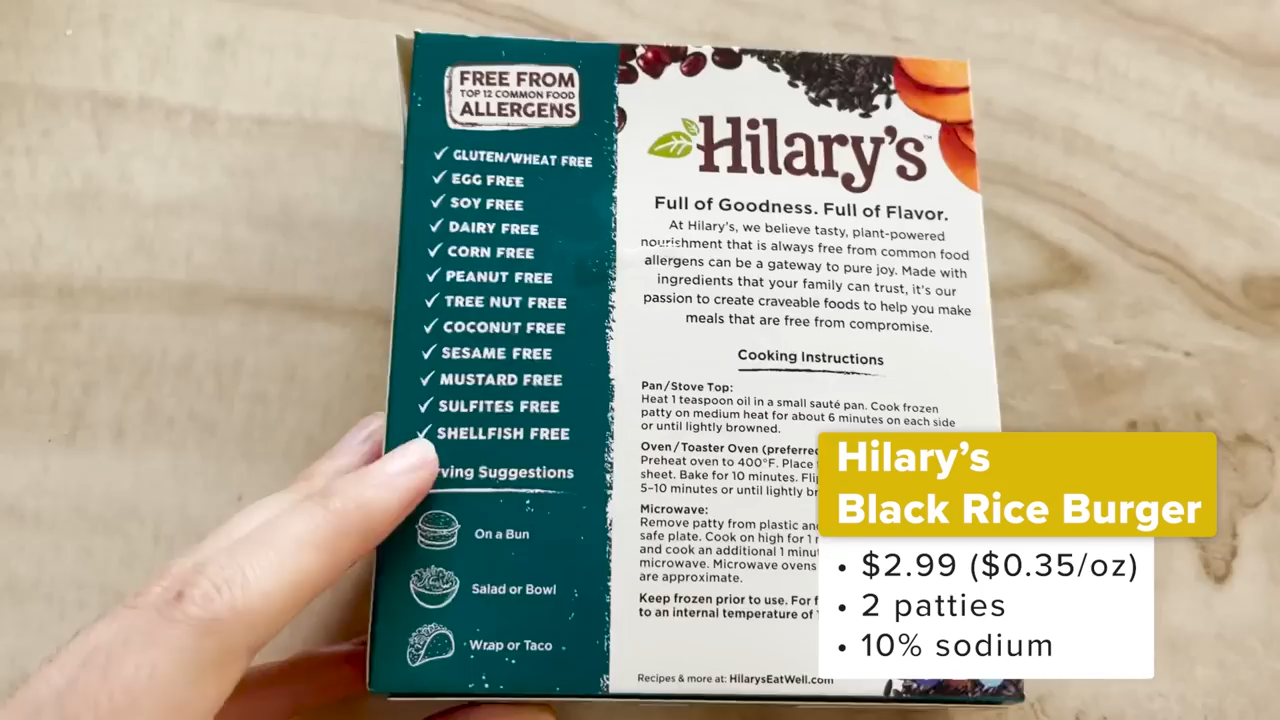 FREE FROM
TOP 12 COMMON FOOD
ALLERGENS
✓ GLUTEN/WHEAT FREE
✓ EGG FREE
✓ SOY FREE
✓ DAIRY FREE
✓ CORN FREE
✓ PEANUT FREE
✓ TREE NUT FREE
✓ COCONUT FREE
✓ SESAME FREE
✓ MUSTARD FREE
✓ SULFITES FREE
✓ SHELLFISH FREE
Suggestions
On a Bun
Salad or Bowl
Wrap or Taco
Hilary's™
Full of Goodness. Full of Flavor.
At Hilary's, we believe tasty, plant-powered
nourishment that is always free from common food
allergens can be a gateway to pure joy. Made with
ingredients that your family can trust, it's our
passion to create craveable foods to help you make
meals that are free from compromise.
Cooking Instructions
Pan/Stove Top:
Heat 1 teaspoon oil in a small sauté pan. Cook frozen
patty on medium heat for about 6 minutes on each side
or until lightly browned.
Oven/Toaster Oven
Preheat oven to 400°F. Place
sheet. Bake for 10 minutes.
5–10 minutes or until lightly
Microwave:
Remove patty from plastic
safe plate. Cook on high for 1
and cook an additional 1
microwave. Microwave ovens
are approximate.
Keep frozen prior to use. For
to an internal temperature of
Recipes & more at: HilarysEatWell.com
Hilary's
Black Rice Burger
• $2.99 ($0.35/oz)
• 2 patties
• 10% sodium